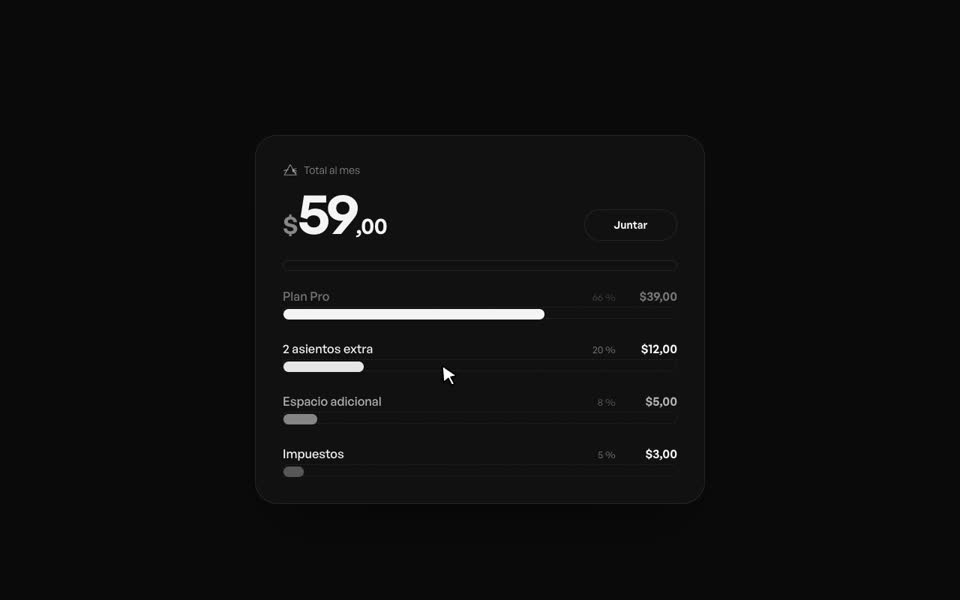 Total al mes
$59,00
Juntar
Plan Pro 66 % $39,00
2 asientos extra 20 % $12,00
Espacio adicional 8 % $5,00
Impuestos 5 % $3,00